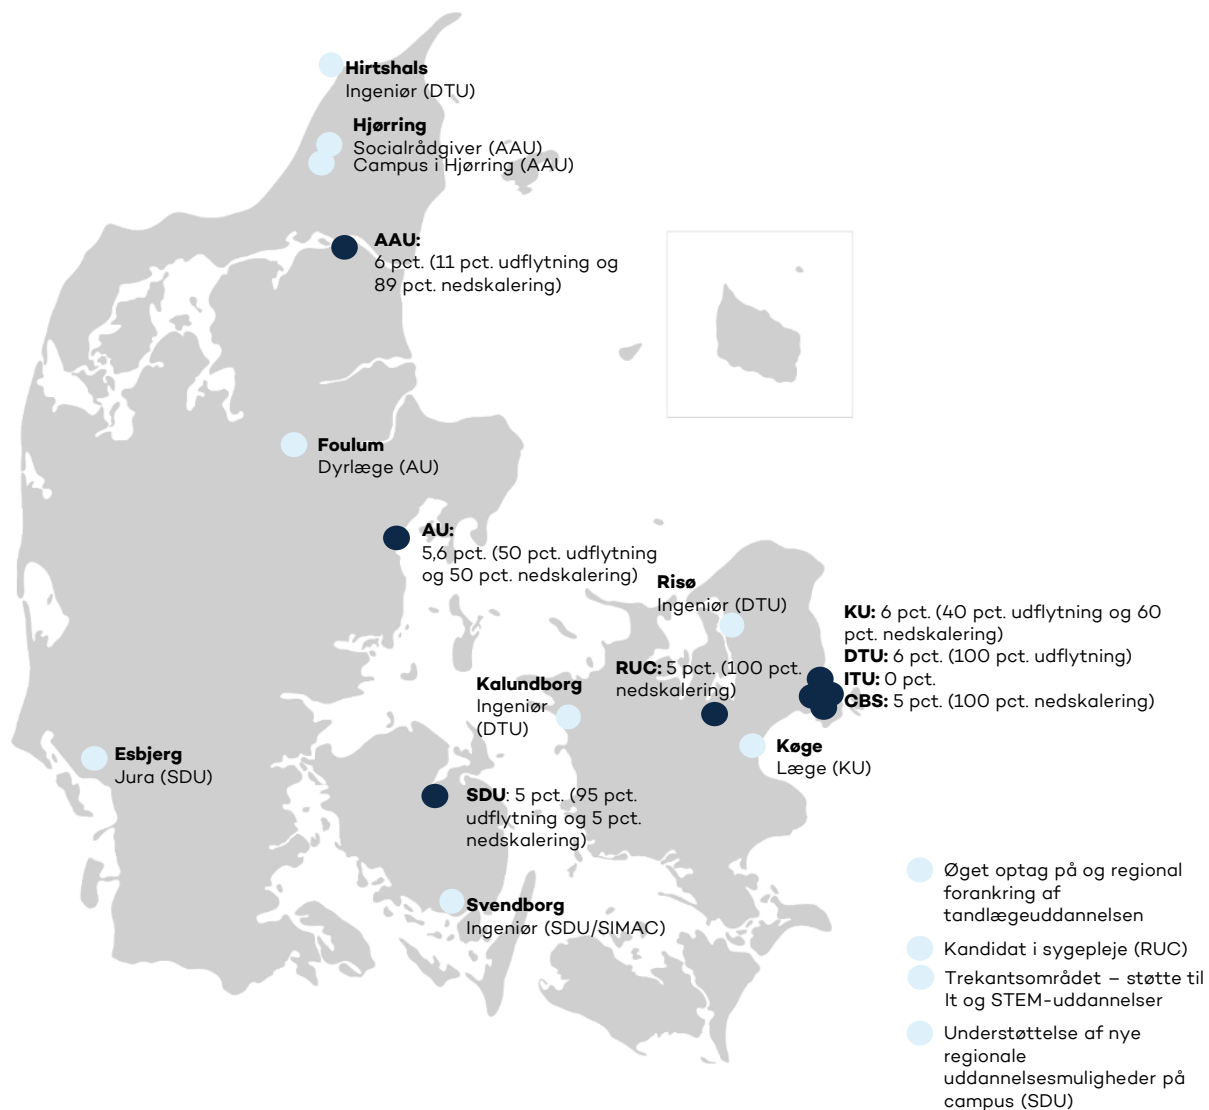 Hirtshals
Ingeniør (DTU)
Hjørring
Socialrådgiver (AAU)
Campus i Hjørring (AAU)
AAU:
6 pct. (11 pct. udflytning og
89 pct. nedskalering)
Foulum
Dyrlæge (AU)
AU:
5,6 pct. (50 pct. udflytning
og 50 pct. nedskalering)
Risø
Ingeniør (DTU)
KU: 6 pct. (40 pct. udflytning og 60
pct. nedskalering)
DTU: 6 pct. (100 pct. udflytning)
ITU: 0 pct.
CBS: 5 pct. (100 pct. nedskalering)
RUC: 5 pct. (100 pct.
nedskalering)
Kalundborg
Ingeniør
(DTU)
Køge
Læge (KU)
Esbjerg
Jura (SDU)
SDU: 5 pct. (95 pct.
udflytning og 5 pct.
nedskalering)
Svendborg
Ingeniør (SDU/SIMAC)
Øget optag på og regional
forankring af
tandlægeuddannelsen
Kandidat i sygepleje (RUC)
Trekantsområdet – støtte til
It og STEM-uddannelser
Understøttelse af nye
regionale
uddannelsesmuligheder på
campus (SDU)